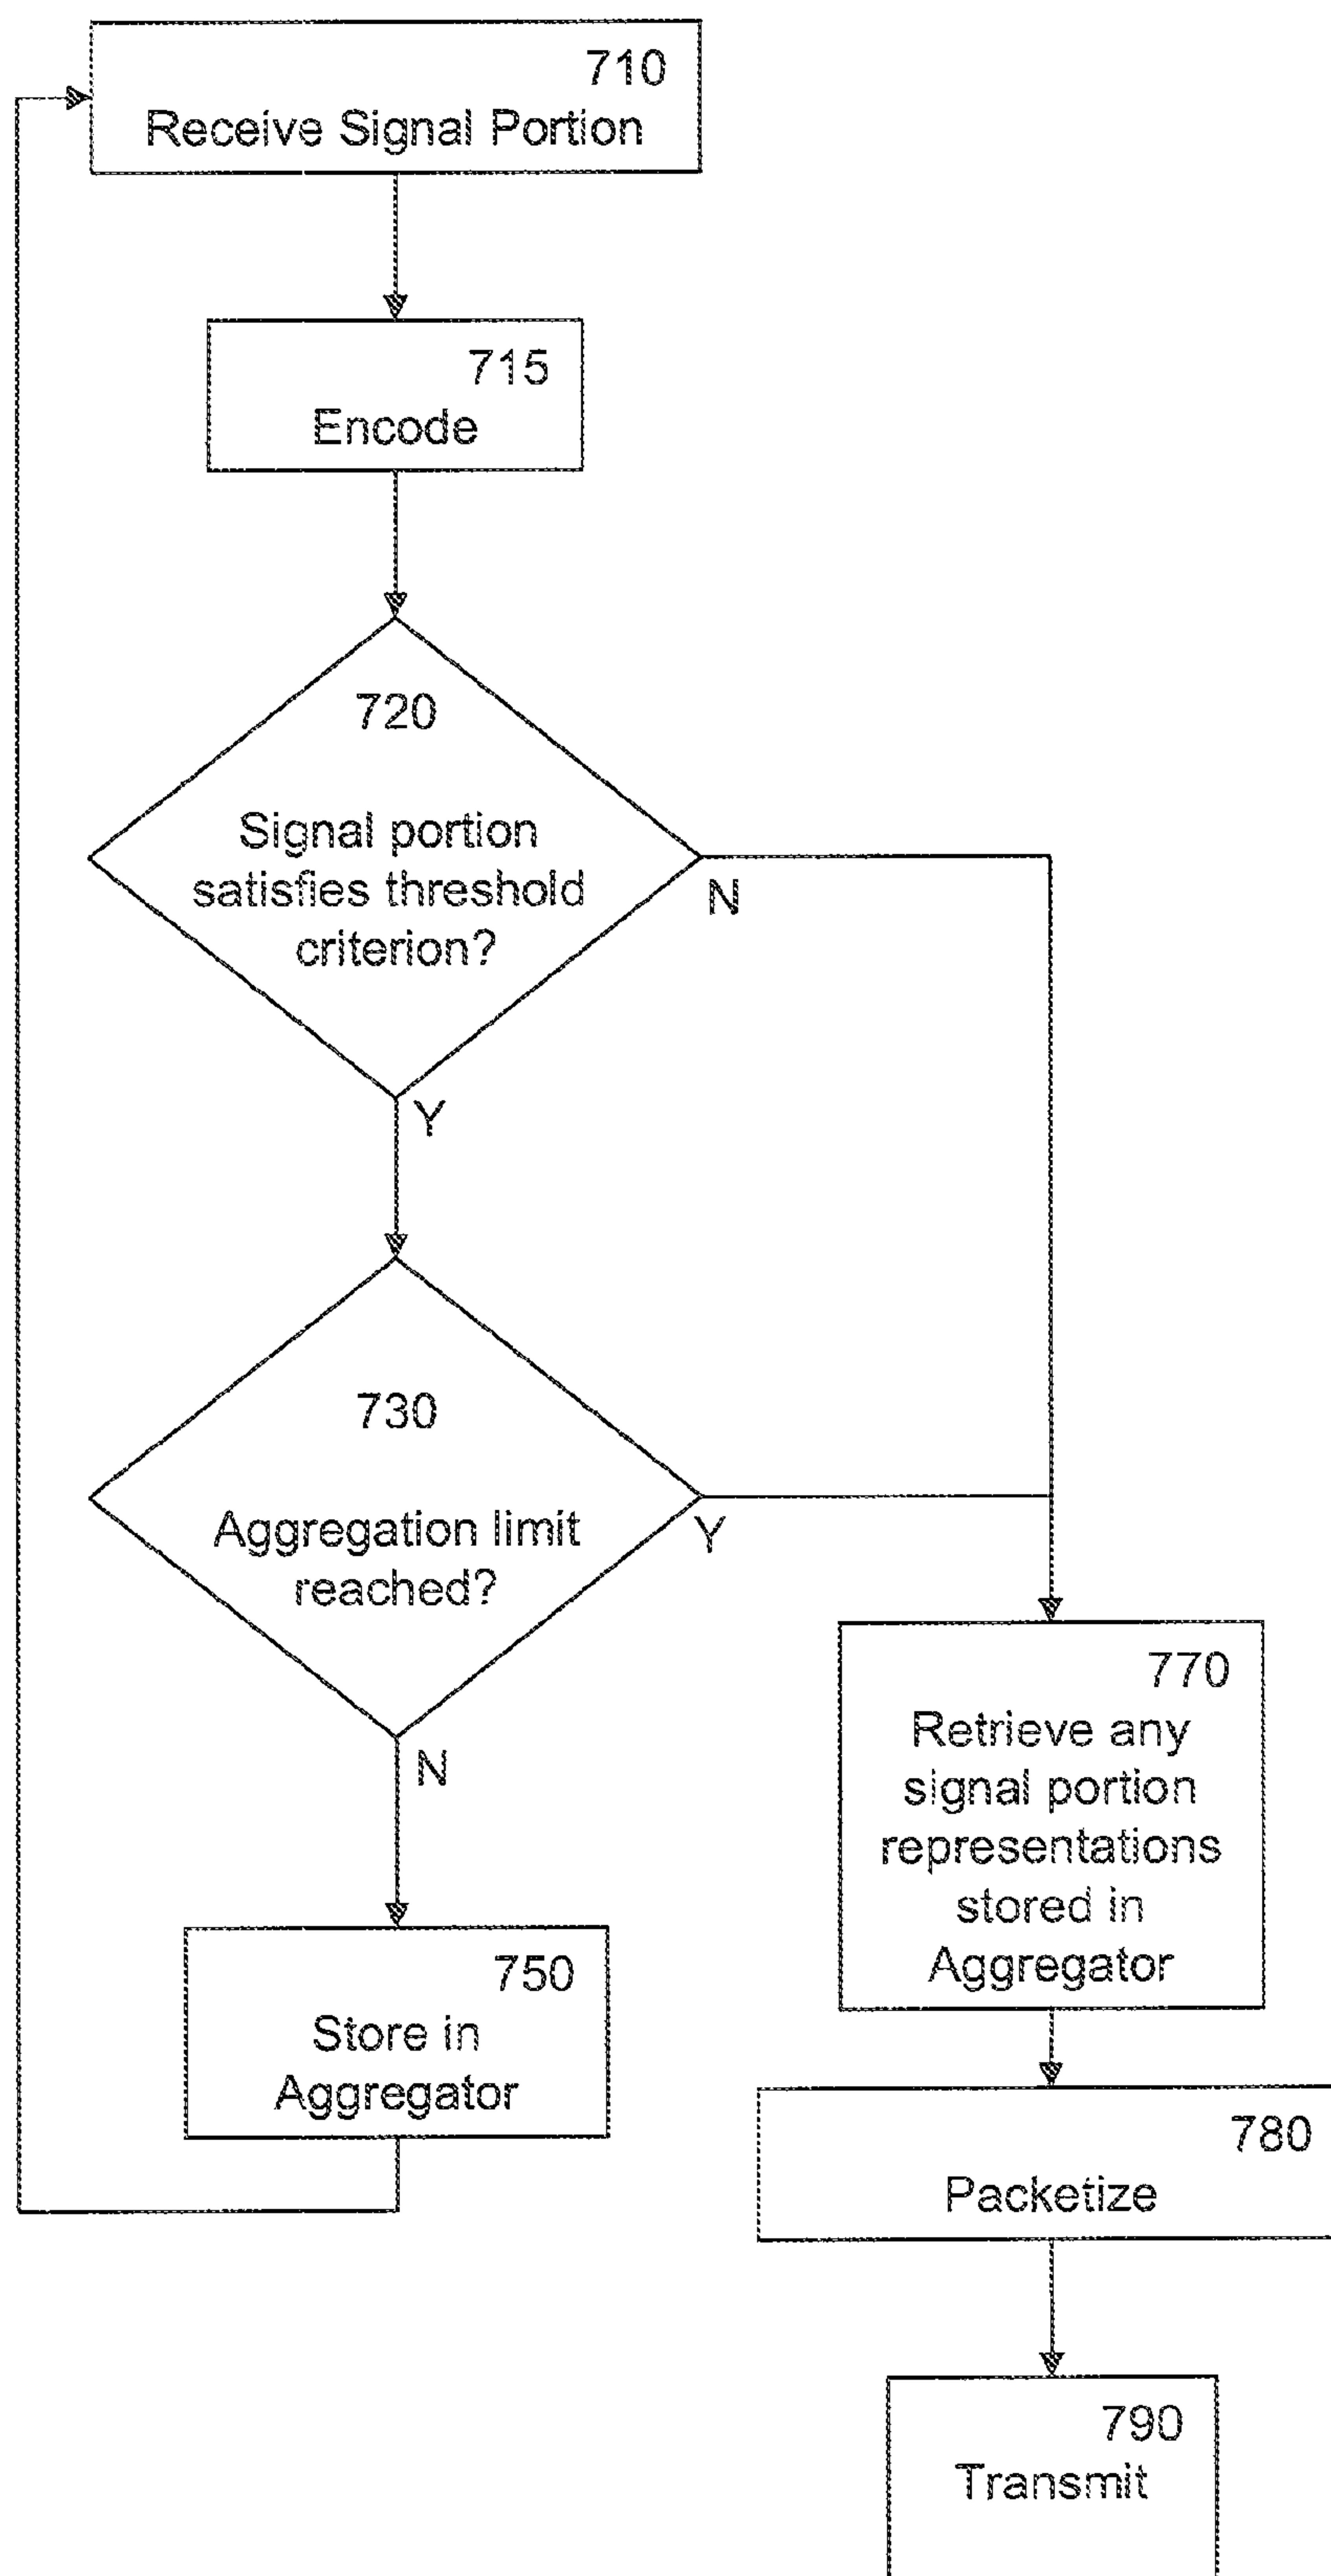 710
Receive Signal Portion
715
Encode
720
Signal portion
satisfies threshold
criterion?
N
Y
730
Aggregation limit
reached?
Y
N
750
Store in
Aggregator
770
Retrieve any
signal portion
representations
stored in
Aggregator
780
Packetize
790
Transmit